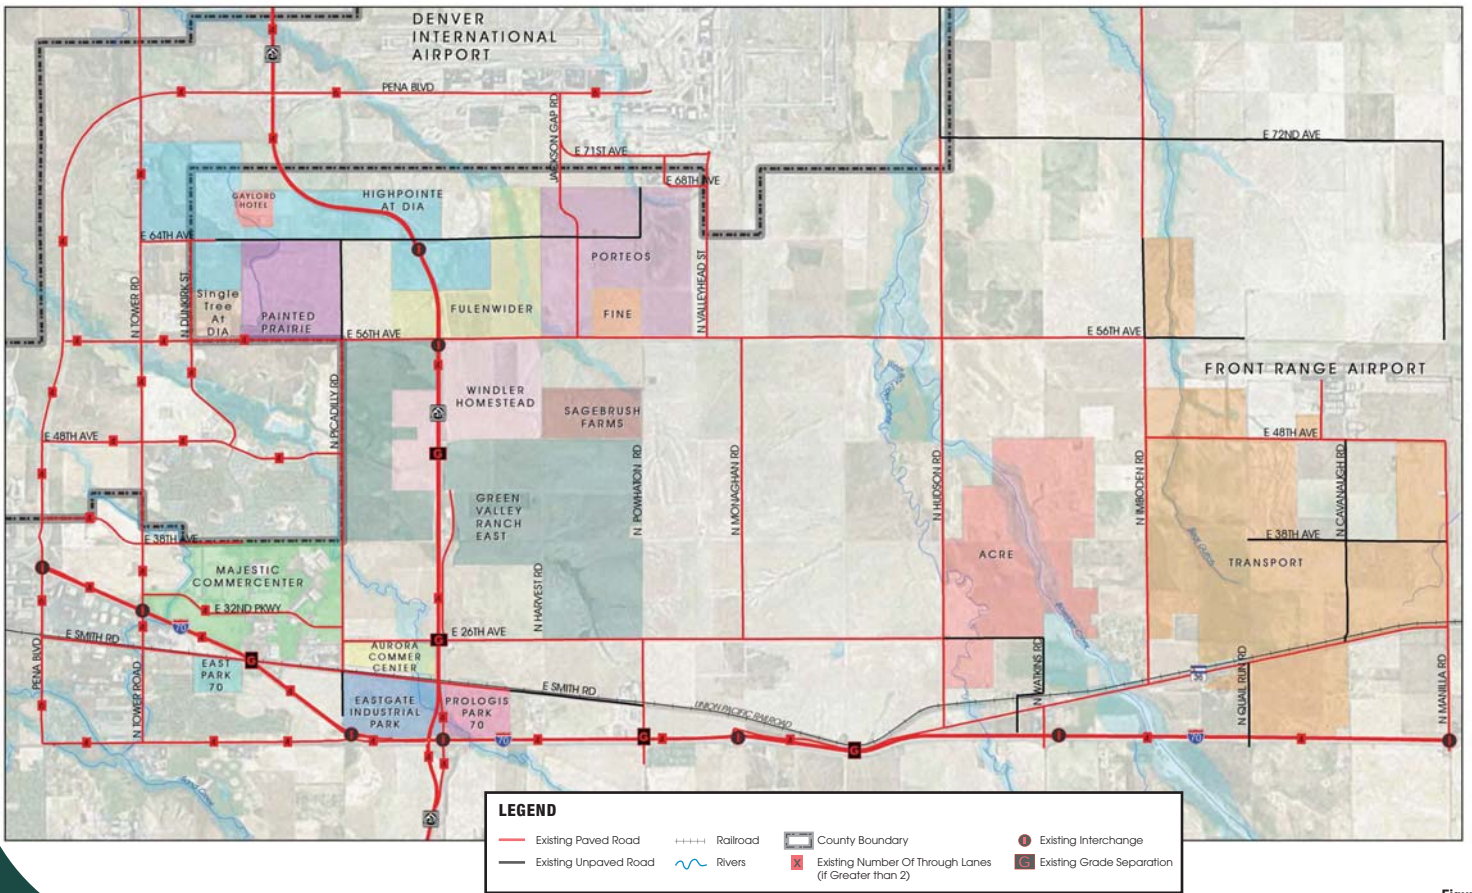 DENVER
INTERNATIONAL
AIRPORT
PENA BLVD
JACKSON GAP RD
E 72ND AVE
E 71ST AVE
E 68TH AVE
GAYLORD
HOTEL
HIGHPOINTE
AT DIA
E 64TH AVE
PORTEOS
N TOWER RD
N DUNKIRK ST
N VALLEYHEAD ST
Single
Tree
At
DIA
PAINTED
PRAIRIE
FULENWIDER
FINE
E 56TH AVE
E 56TH AVE
FRONT RANGE AIRPORT
N PICADILLY RD
WINDLER
HOMESTEAD
SAGEBRUSH
FARMS
E 48TH AVE
E 48TH AVE
N POWHATON RD
N MONAGHAN RD
N HUDSON RD
N IMBODEN RD
N CAVANAUGH RD
GREEN
VALLEY
RANCH
EAST
E 38TH AVE
E 38TH AVE
ACRE
TRANSPORT
MAJESTIC
COMMERCENTER
N HARVEST RD
E 32ND PKWY
70
E SMITH RD
E 26TH AVE
AURORA
COMMER
CENTER
PENA BLVD
N TOWER ROAD
EAST
PARK
70
EASTGATE
INDUSTRIAL
PARK
PROLOGIS
PARK
70
E SMITH RD
UNION PACIFIC RAILROAD
N WATKINS RD
36
N QUAIL RUN RD
N MANILA RD
70
70
LEGEND
Existing Paved Road
Railroad
County Boundary
I Existing Interchange
Existing Unpaved Road
Rivers
X Existing Number Of Through Lanes
(if Greater than 2)
G Existing Grade Separation